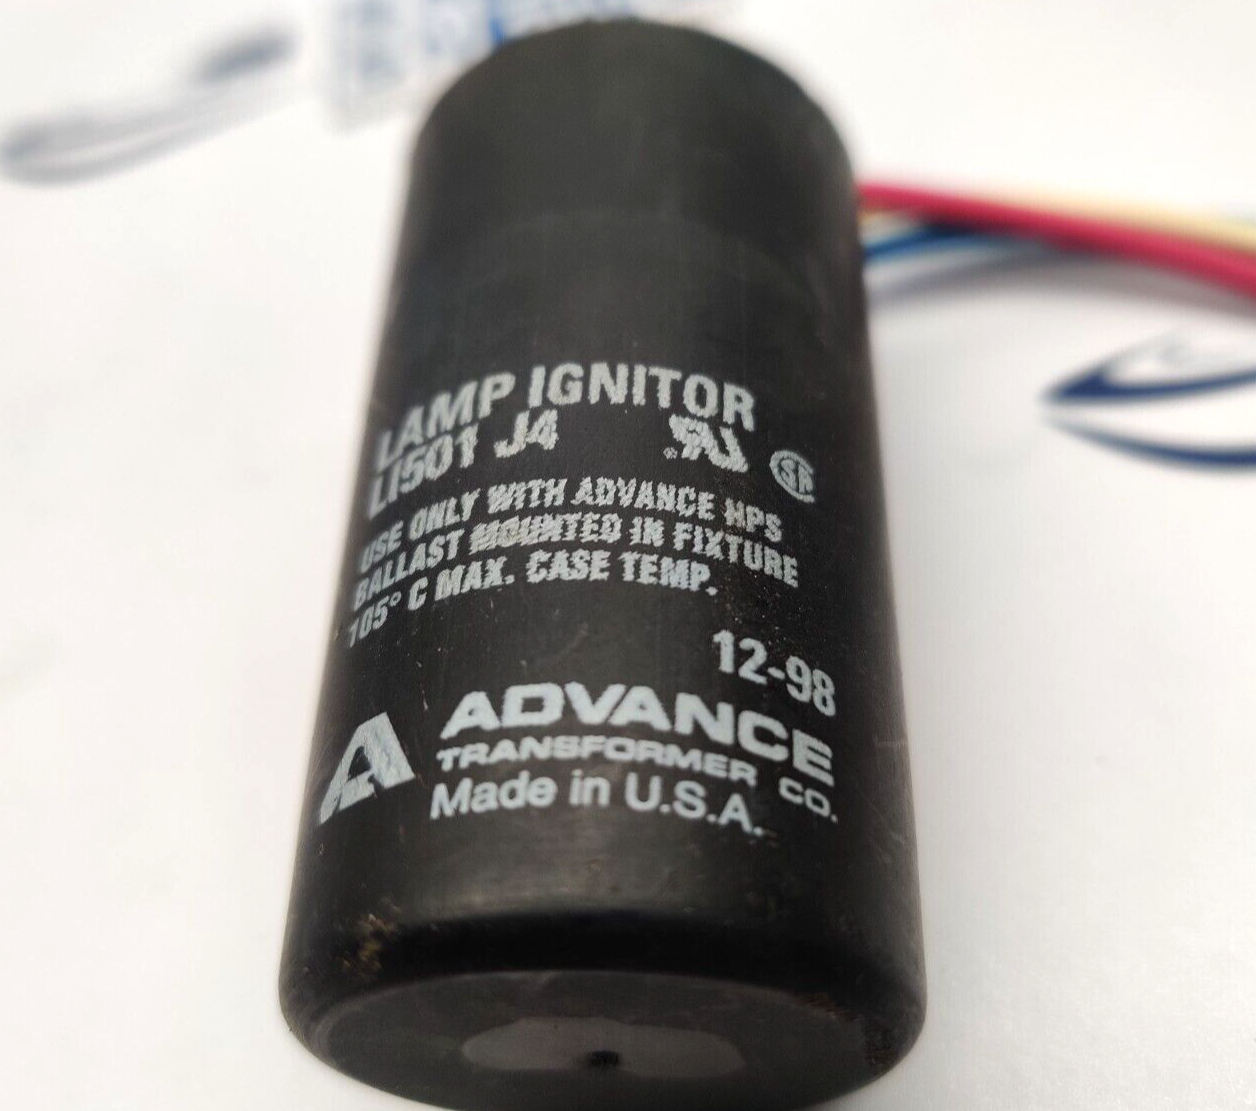 LAMP IGNITOR
LI501 J4
USE ONLY WITH ADVANCE HPS
BALLAST MOUNTED IN FIXTURE
105° C MAX. CASE TEMP.
12-98
ADVANCE
TRANSFORMER CO.
Made in U.S.A.